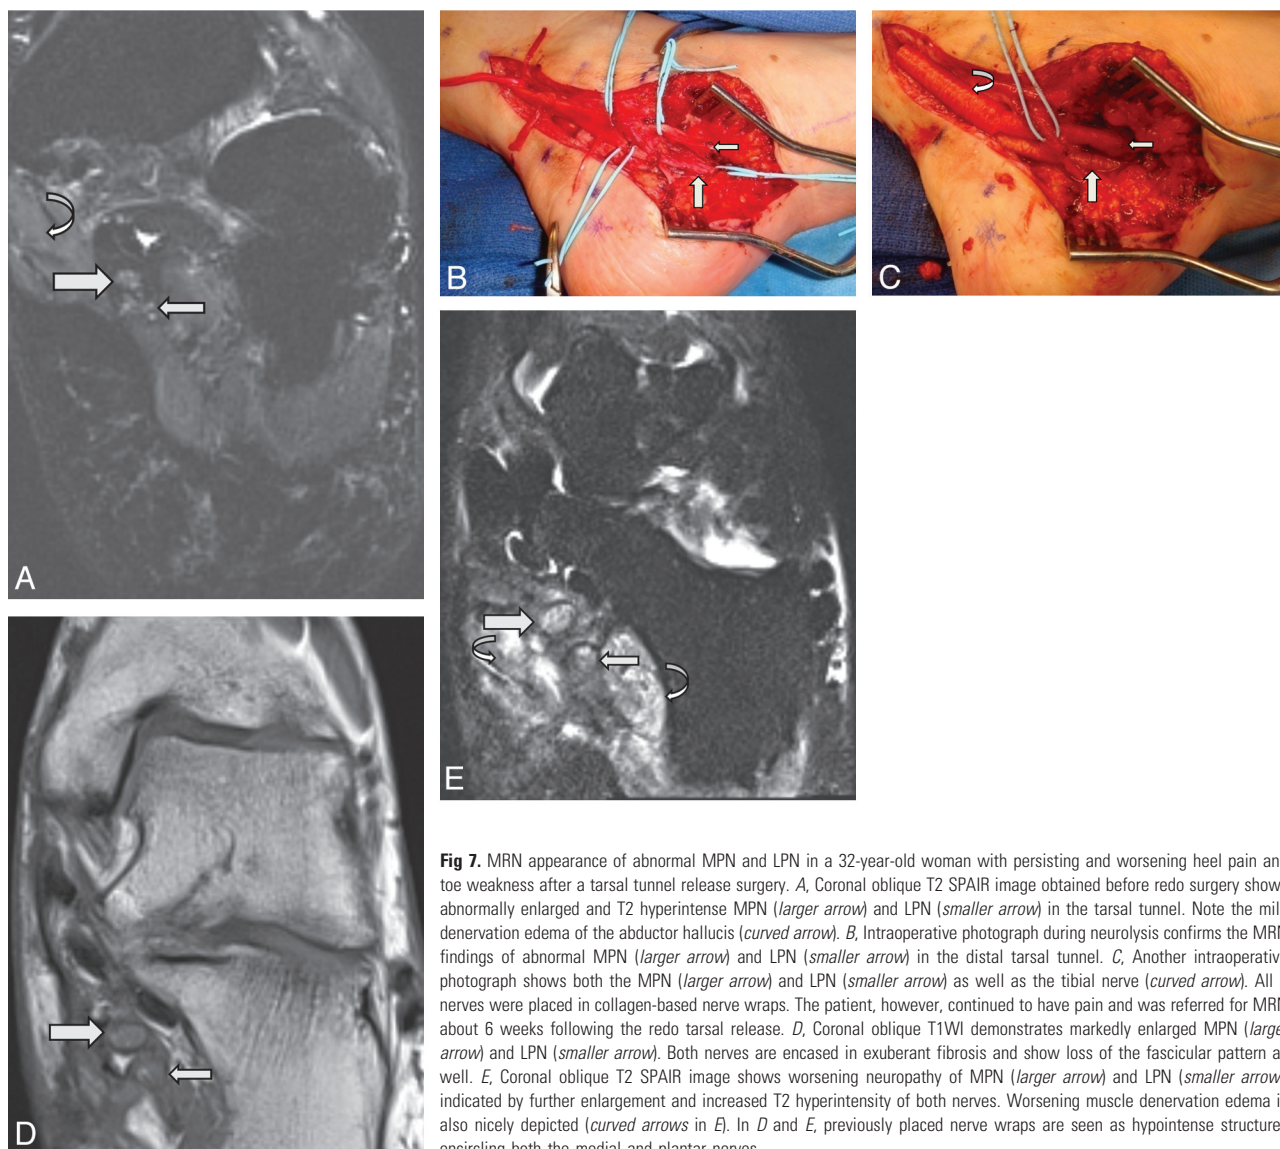 A
B
C
D
E
Fig 7. MRN appearance of abnormal MPN and LPN in a 32-year-old woman with persisting and worsening heel pain an
toe weakness after a tarsal tunnel release surgery. A, Coronal oblique T2 SPAIR image obtained before redo surgery show
abnormally enlarged and T2 hyperintense MPN (larger arrow) and LPN (smaller arrow) in the tarsal tunnel. Note the mil
denervation edema of the abductor hallucis (curved arrow). B, Intraoperative photograph during neurolysis confirms the MRN
findings of abnormal MPN (larger arrow) and LPN (smaller arrow) in the distal tarsal tunnel. C, Another intraoperativ
photograph shows both the MPN (larger arrow) and LPN (smaller arrow) as well as the tibial nerve (curved arrow). All
nerves were placed in collagen-based nerve wraps. The patient, however, continued to have pain and was referred for MRN
about 6 weeks following the redo tarsal release. D, Coronal oblique T1WI demonstrates markedly enlarged MPN (large
arrow) and LPN (smaller arrow). Both nerves are encased in exuberant fibrosis and show loss of the fascicular pattern a
well. E, Coronal oblique T2 SPAIR image shows worsening neuropathy of MPN (larger arrow) and LPN (smaller arrow
indicated by further enlargement and increased T2 hyperintensity of both nerves. Worsening muscle denervation edema i
also nicely depicted (curved arrows in E). In D and E, previously placed nerve wraps are seen as hypointense structure
encircling both the medial and plantar nerves